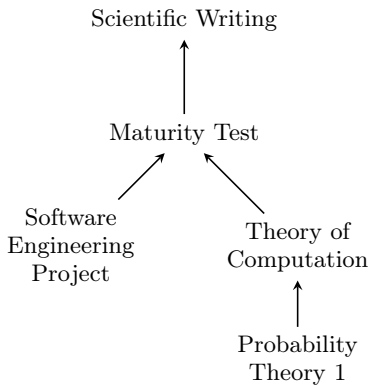 Scientific Writing
Maturity Test
Software
Engineering
Project
Theory of
Computation
Probability
Theory 1